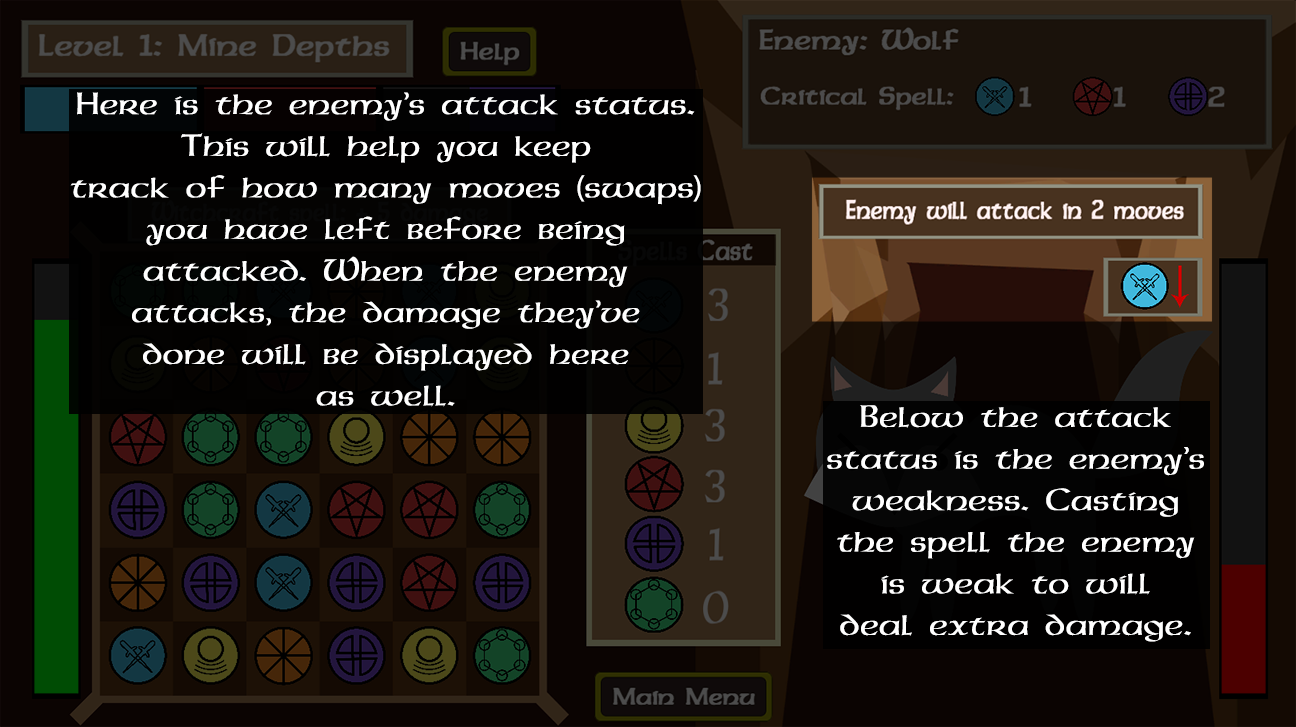 Level 1: Mine Depths
Help
Enemy: Wolf
Critical Spell: 1 1 2
Here is the enemy's attack status.
This will help you keep
track of how many moves (swaps)
you have left before being
attacked. When the enemy
attacks, the damage they've
done will be displayed here
as well.
Enemy will attack in 2 moves
Spells Cast
3
1
3
3
1
0
Below the attack
status is the enemy's
weakness. Casting
the spell the enemy
is weak to will
deal extra damage.
Main Menu